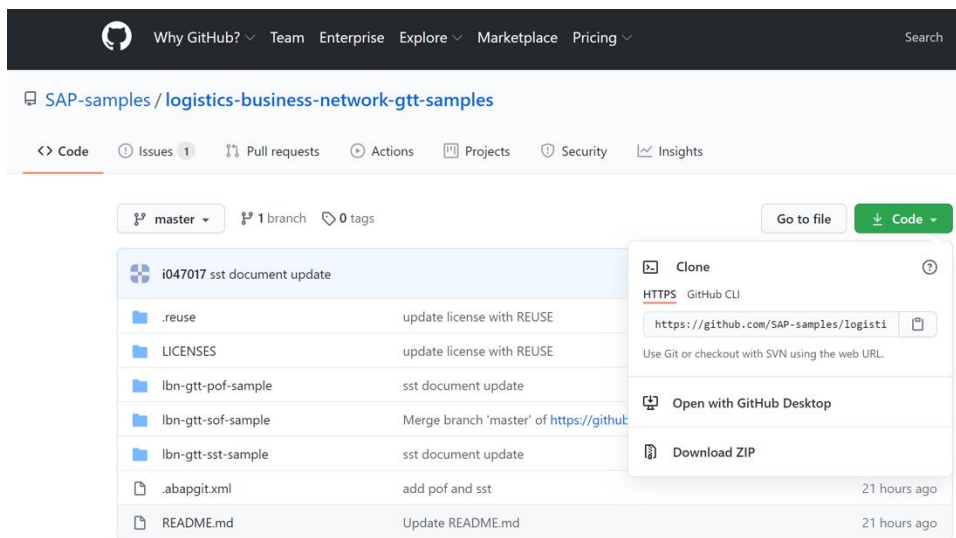 Why GitHub? Team Enterprise Explore Marketplace Pricing Search
SAP-samples / logistics-business-network-gtt-samples
<> Code Issues 1 Pull requests Actions Projects Security Insights
master 1 branch 0 tags Go to file Code
i047017 sst document update
Clone
HTTPS GitHub CLI
.reuse update license with REUSE
https://github.com/SAP-samples/logisti
LICENSES update license with REUSE
Use Git or checkout with SVN using the web URL.
lbn-gtt-pof-sample sst document update
Open with GitHub Desktop
lbn-gtt-sof-sample Merge branch 'master' of https://github
lbn-gtt-sst-sample sst document update
Download ZIP
.abapgit.xml add pof and sst 21 hours ago
README.md Update README.md 21 hours ago